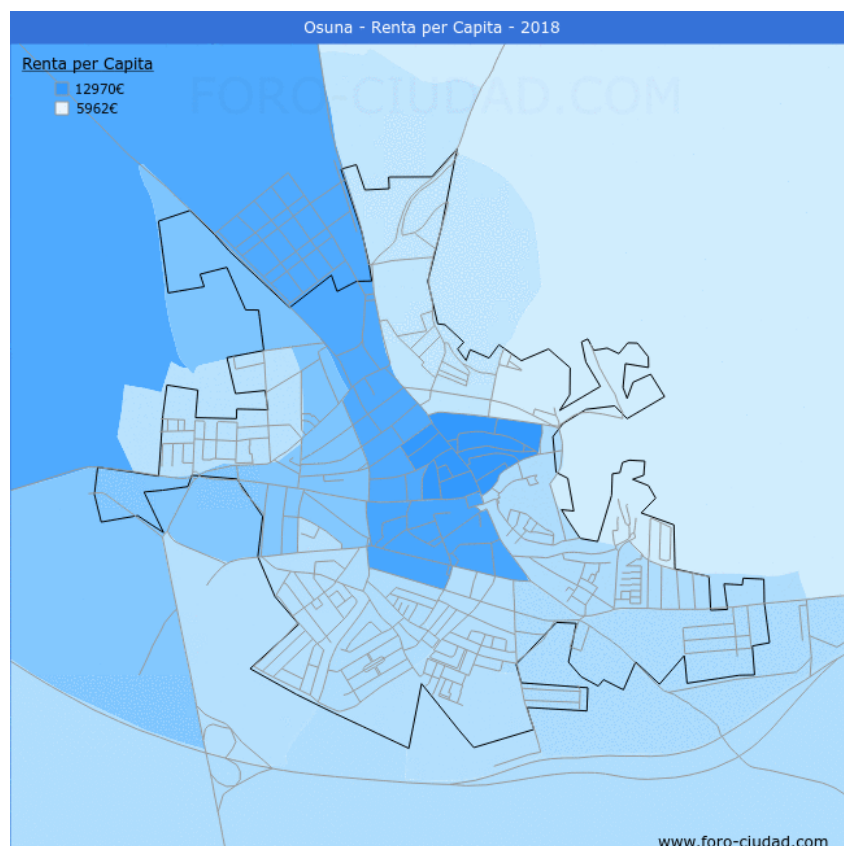 Osuna - Renta per Capita - 2018
Renta per Capita
12970€
5962€
FORO-CIUDAD.COM
www.foro-ciudad.com